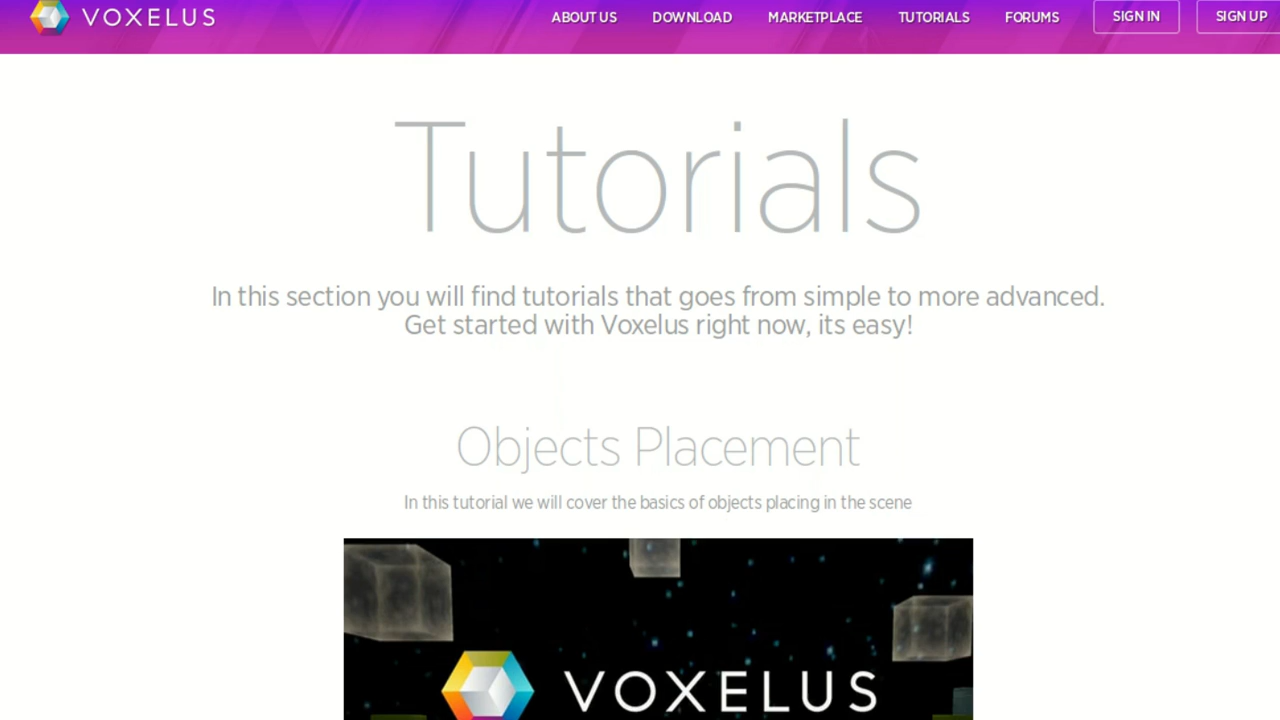 VOXELUS
ABOUT US DOWNLOAD MARKETPLACE TUTORIALS FORUMS SIGN IN SIGN UP
Tutorials
In this section you will find tutorials that goes from simple to more advanced.
Get started with Voxelus right now, its easy!
Objects Placement
In this tutorial we will cover the basics of objects placing in the scene
VOXELUS